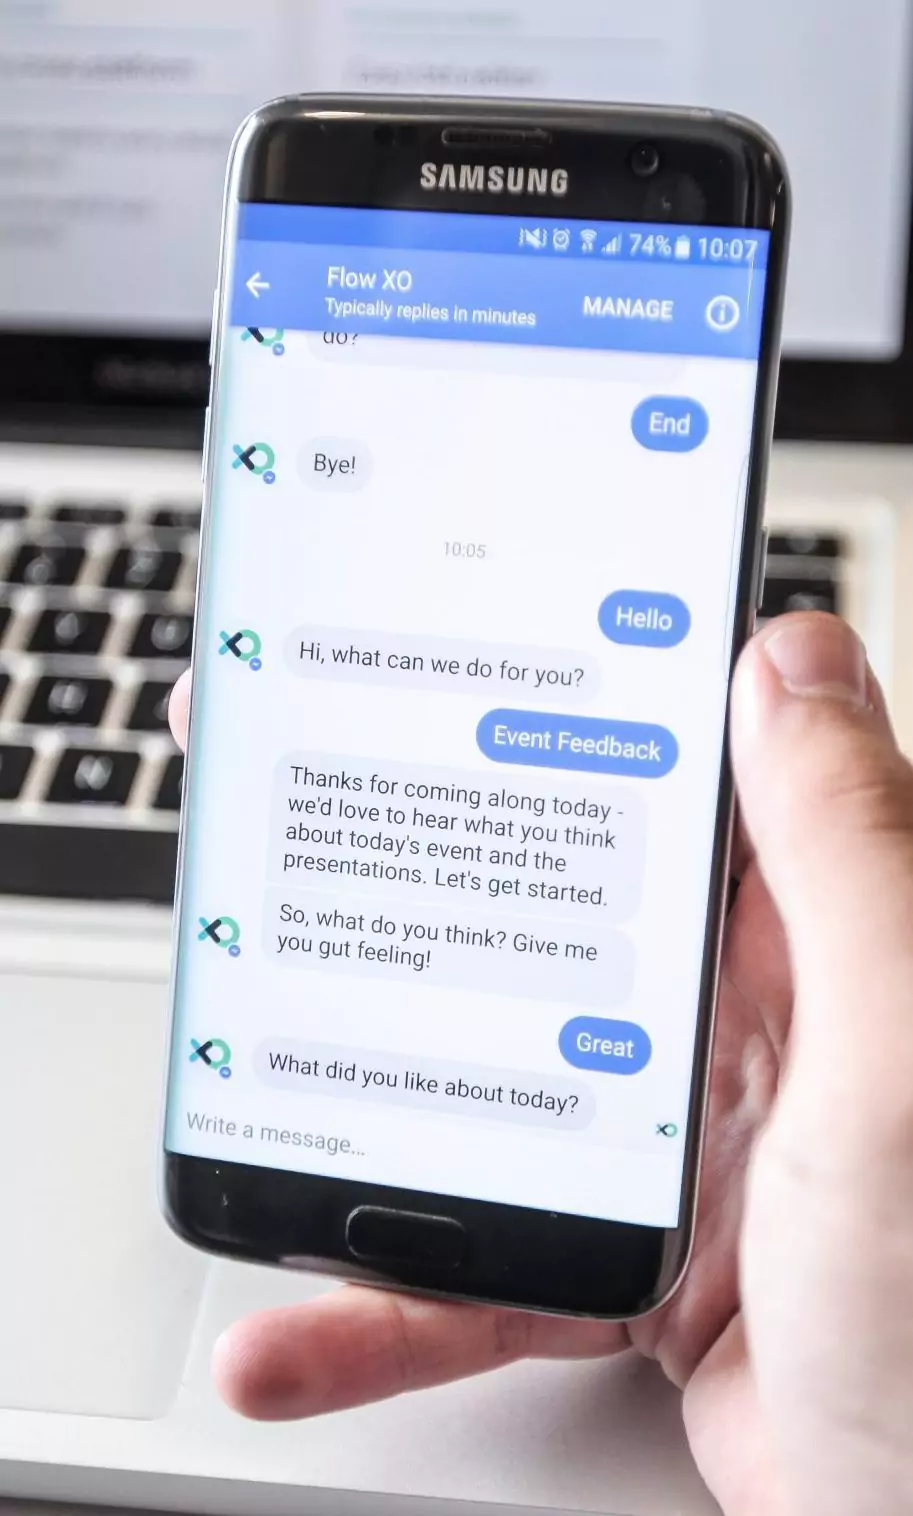 SAMSUNG
74% 10:07
Flow XO
Typically replies in minutes
MANAGE
do?
End
Bye!
10:05
Hello
Hi, what can we do for you?
Event Feedback
Thanks for coming along today -
we'd love to hear what you think
about today's event and the
presentations. Let's get started.
So, what do you think? Give me
you gut feeling!
Great
What did you like about today?
Write a message...